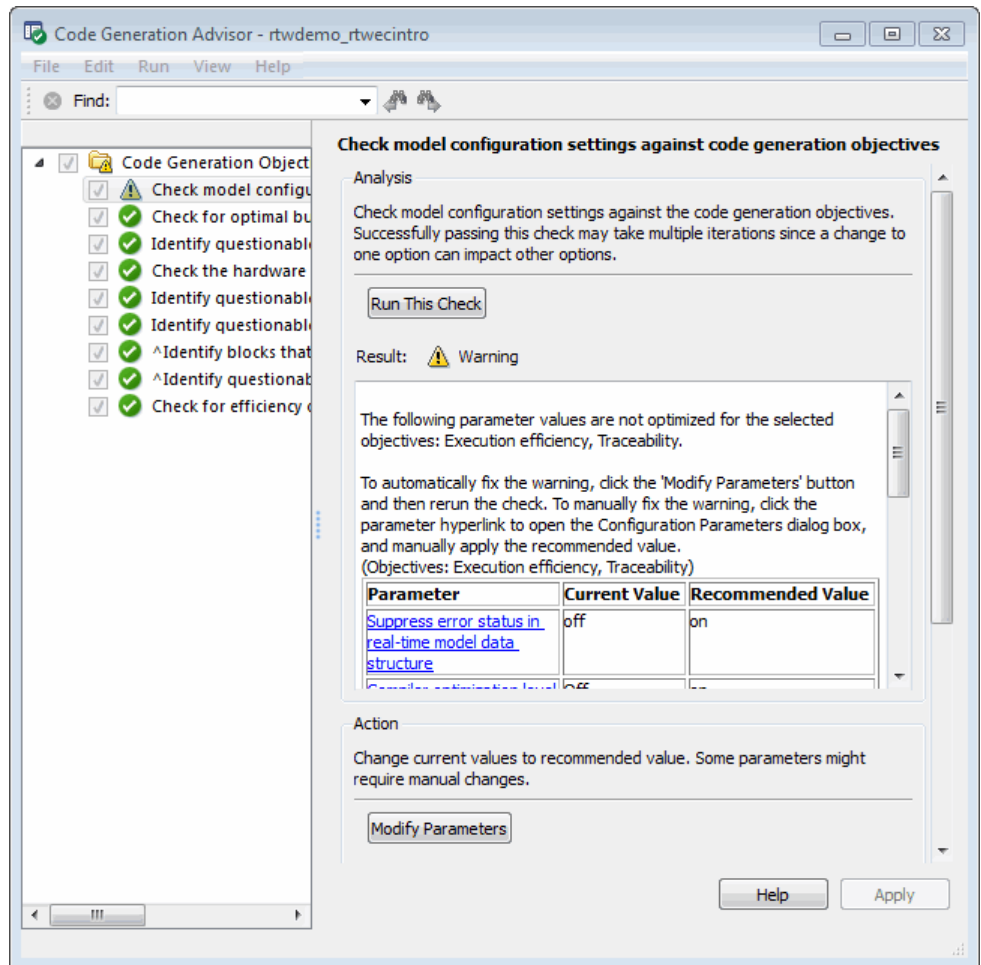 Code Generation Advisor - rtwdemo_rtwecintro
File Edit Run View Help
Find:
Code Generation Object
Check model configu
Check for optimal bu
Identify questionabl
Check the hardware
Identify questionabl
Identify questionabl
^Identify blocks that
^Identify questionab
Check for efficiency
Check model configuration settings against code generation objectives
Analysis
Check model configuration settings against the code generation objectives.
Successfully passing this check may take multiple iterations since a change to
one option can impact other options.
Run This Check
Result: Warning
The following parameter values are not optimized for the selected
objectives: Execution efficiency, Traceability.
To automatically fix the warning, click the 'Modify Parameters' button
and then rerun the check. To manually fix the warning, click the
parameter hyperlink to open the Configuration Parameters dialog box,
and manually apply the recommended value.
(Objectives: Execution efficiency, Traceability)
Parameter Current Value Recommended Value
Suppress error status in off on
real-time model data
structure
Compiler optimization level Off on
Action
Change current values to recommended value. Some parameters might
require manual changes.
Modify Parameters
Help Apply